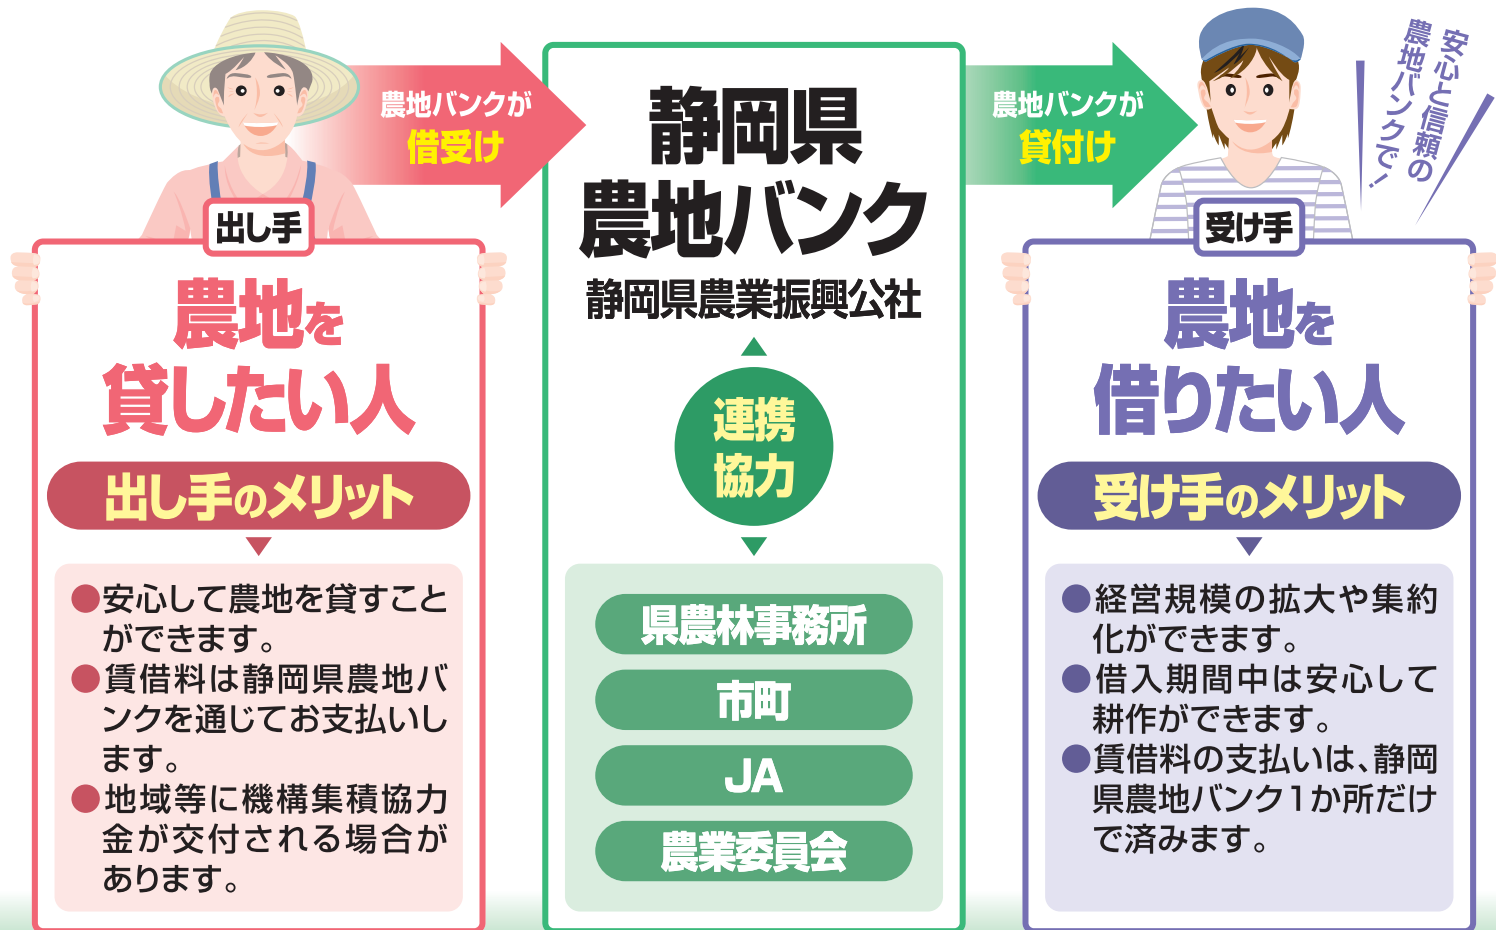 農地バンクが
借受け
出し手
農地を
貸したい人
出し手のメリット
●安心して農地を貸すこと
ができます。
●賃借料は静岡県農地バ
ンクを通じてお支払いし
ます。
●地域等に機構集積協力
金が交付される場合が
あります。
静岡県
農地バンク
静岡県農業振興公社
連携
協力
県農林事務所
市町
JA
農業委員会
農地バンクが
貸付け
安心と信頼の
農地バンクで!
受け手
農地を
借りたい人
受け手のメリット
●経営規模の拡大や集約
化ができます。
●借入期間中は安心して
耕作ができます。
●賃借料の支払いは、静岡
県農地バンク1か所だけ
で済みます。